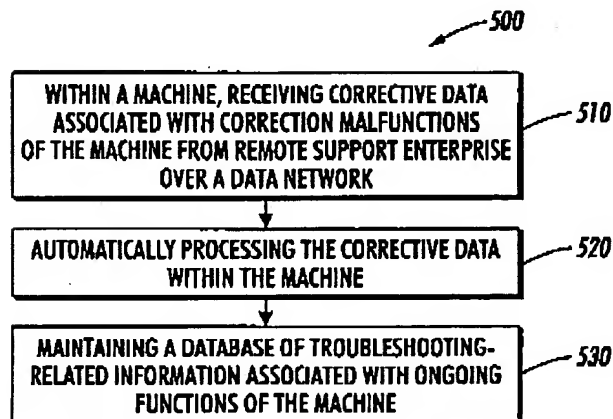 500
WITHIN A MACHINE, RECEIVING CORRECTIVE DATA
ASSOCIATED WITH CORRECTION MALFUNCTIONS
OF THE MACHINE FROM REMOTE SUPPORT ENTERPRISE
OVER A DATA NETWORK
510
AUTOMATICALLY PROCESSING THE CORRECTIVE DATA
WITHIN THE MACHINE
520
MAINTAINING A DATABASE OF TROUBLESHOOTING-
RELATED INFORMATION ASSOCIATED WITH ONGOING
FUNCTIONS OF THE MACHINE
530